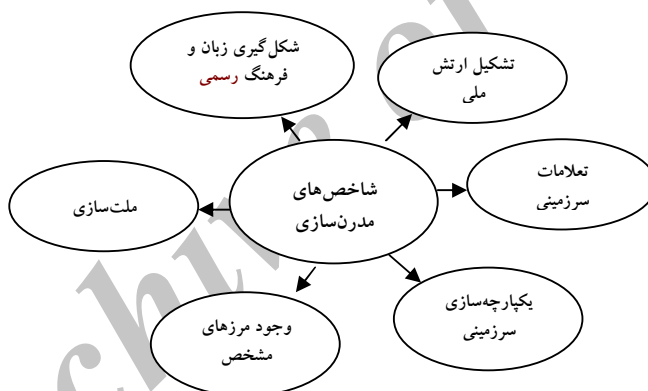 شکل‌گیری زبان و
فرهنگ رسمی
تشکیل ارتش
ملی
شاخص‌های
مدرن‌سازی
تعلامات
سرزمینی
ملت‌سازی
یکپارچه‌سازی
سرزمینی
وجود مرزهای
مشخص